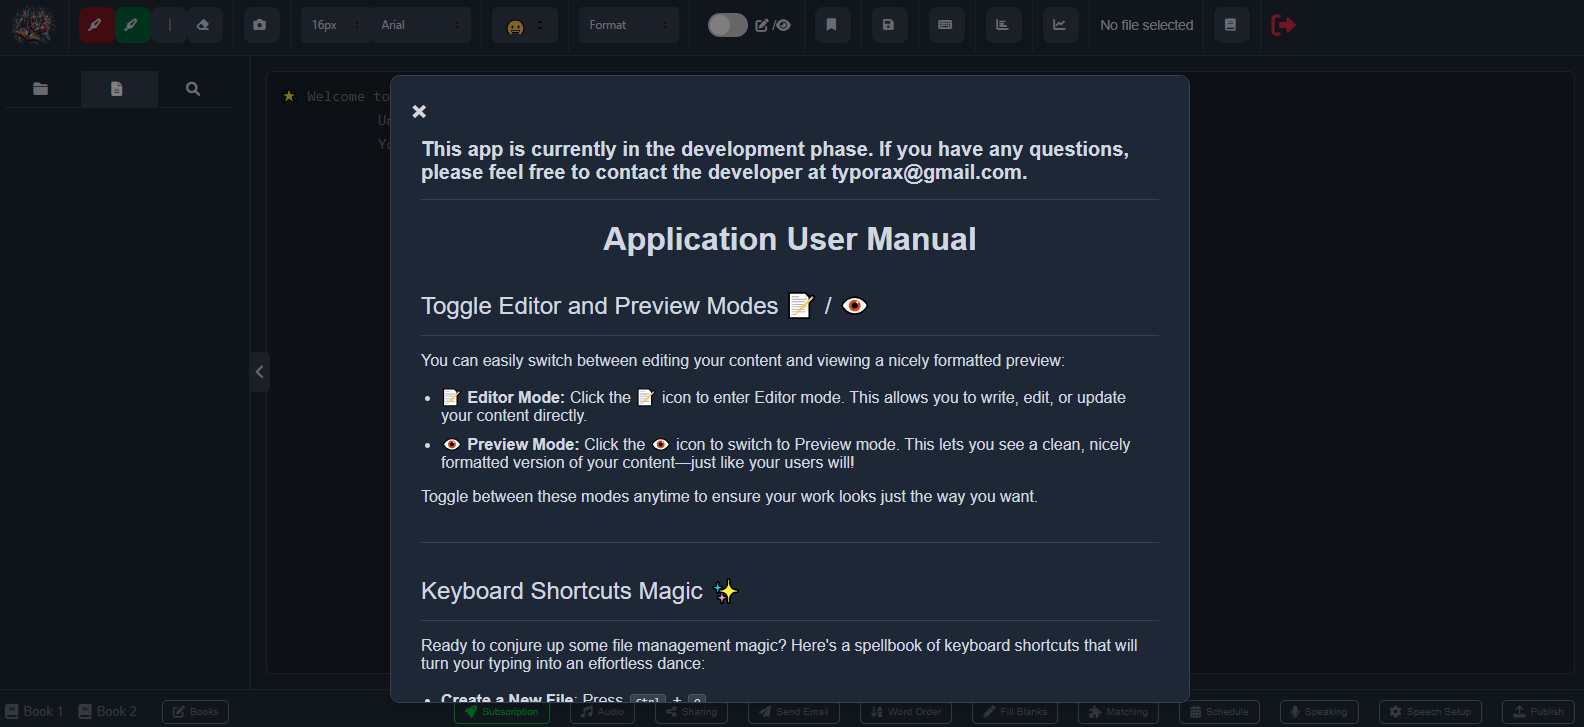 16px Arial Format No file selected
Welcome to
This app is currently in the development phase. If you have any questions,
please feel free to contact the developer at typorax@gmail.com.
Application User Manual
Toggle Editor and Preview Modes 📝 / 👁
You can easily switch between editing your content and viewing a nicely formatted preview:
• 📝 Editor Mode: Click the 📝 icon to enter Editor mode. This allows you to write, edit, or update
your content directly.
• 👁 Preview Mode: Click the 👁 icon to switch to Preview mode. This lets you see a clean, nicely
formatted version of your content—just like your users will!
Toggle between these modes anytime to ensure your work looks just the way you want.
Keyboard Shortcuts Magic ✨
Ready to conjure up some file management magic? Here's a spellbook of keyboard shortcuts that will
turn your typing into an effortless dance:
• Create a New File: Press Ctrl +
Book 1 Book 2 Books Subscription Audio Sharing Send Email Word Order Fill Blanks Matching Schedule Speaking Speech Setup Publish